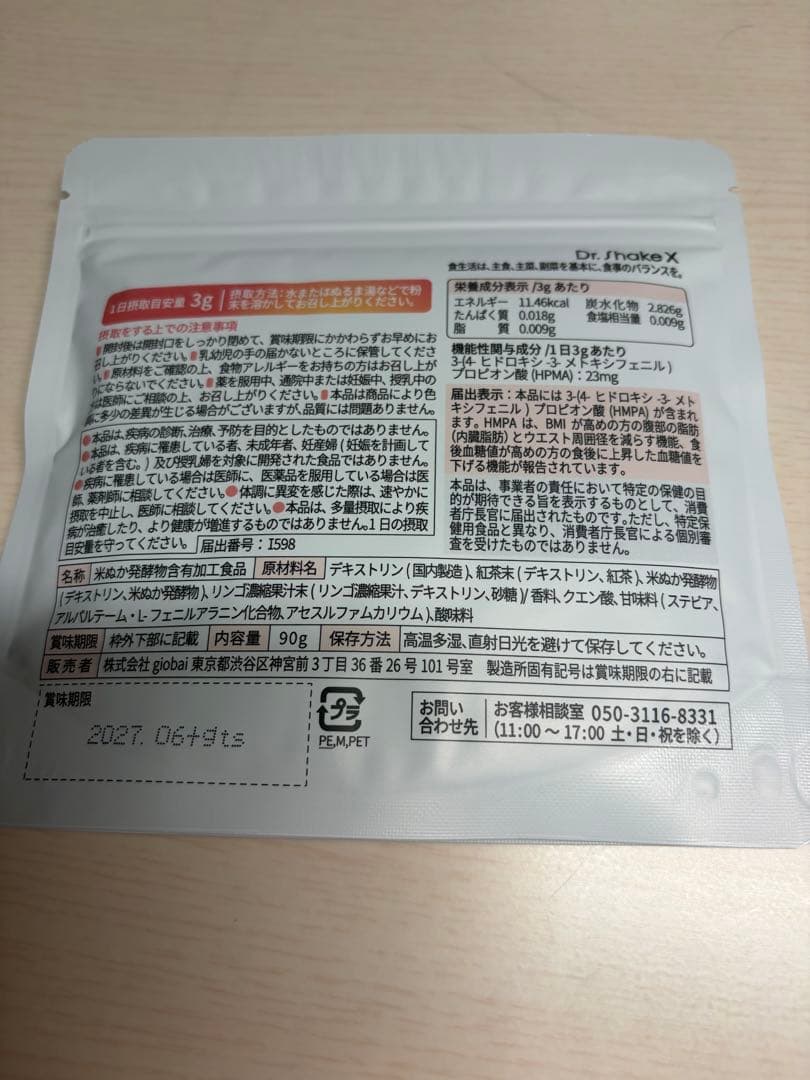 Dr. Shake X
食生活は、主食、主菜、副菜を基本に、食事のバランスを。
1日摂取目安量 3g
摂取方法:水またはぬるま湯などで粉
末を溶かしてお召し上がりください。
摂取をする上での注意事項
開封後は開封口をしっかり閉めて、賞味期限にかかわらずお早めにお
召し上がりください。 乳幼児の手の届かないところに保管してくださ
い。 原材料をご確認の上、食物アレルギーをお持ちの方はお召し上が
りにならないでください。 薬を服用中、通院中または妊娠中、授乳中の
方は医師にご相談の上、お召し上がりください。 本品は商品により色
調に多少の差異が生じる場合がございますが、品質には問題ありません。
●本品は、疾病の診断、治療、予防を目的としたものではありません。
●本品は、疾病に罹患している者、未成年者、妊産婦(妊娠を計画して
いる者を含む。)及び授乳婦を対象に開発された食品ではありません。
●疾病に罹患している場合は医師に、医薬品を服用している場合は医
師、薬剤師に相談してください。●体調に異変を感じた際は、速やかに
摂取を中止し、医師に相談してください。●本品は、多量摂取により疾
病が治癒したり、より健康が増進するものではありません。1日の摂取
目安量を守ってください。
届出番号:I598
栄養成分表示 /3gあたり
エネルギー 11.46kcal 炭水化物 2.826g
たんぱく質 0.018g 食塩相当量 0.009g
脂 質 0.009g
機能性関与成分 /1日3gあたり
3-(4- ヒドロキシ -3- メトキシフェニル )
プロピオン酸 (HPMA):23mg
届出表示:本品には 3-(4- ヒドロキシ -3- メト
キシフェニル ) プロピオン酸 (HMPA) が含まれ
ます。HMPA は、BMI が高めの方の腹部の脂肪
(内臓脂肪)とウエスト周囲径を減らす機能、食
後血糖値が高めの方の食後に上昇した血糖値を
下げる機能が報告されています。
本品は、事業者の責任において特定の保健の目
的が期待できる旨を表示するものとして、消費
者庁長官に届出されたものです。ただし、特定保
健用食品と異なり、消費者庁長官による個別審
査を受けたものではありません。
名称 米ぬか発酵物含有加工食品 原材料名 デキストリン(国内製造)、紅茶末(デキストリン、紅茶)、米ぬか発酵物
(デキストリン、米ぬか発酵物)、リンゴ濃縮果汁末(リンゴ濃縮果汁、デキストリン、砂糖)/香料、クエン酸、甘味料(ステビア、
アルパルテーム・L-フェニルアラニン化合物、アセスルファムカリウム)、酸味料
賞味期限 枠外下部に記載 内容量 90g 保存方法 高温多湿、直射日光を避けて保存してください。
販売者 株式会社 giobai 東京都渋谷区神宮前3丁目36番26号101号室 製造所固有記号は賞味期限の右に記載
賞味期限
2027. 06+gts
プラ
PE,M,PET
お問い
合わせ先
お客様相談室 050-3116-8331
(11:00 〜 17:00 土・日・祝を除く)